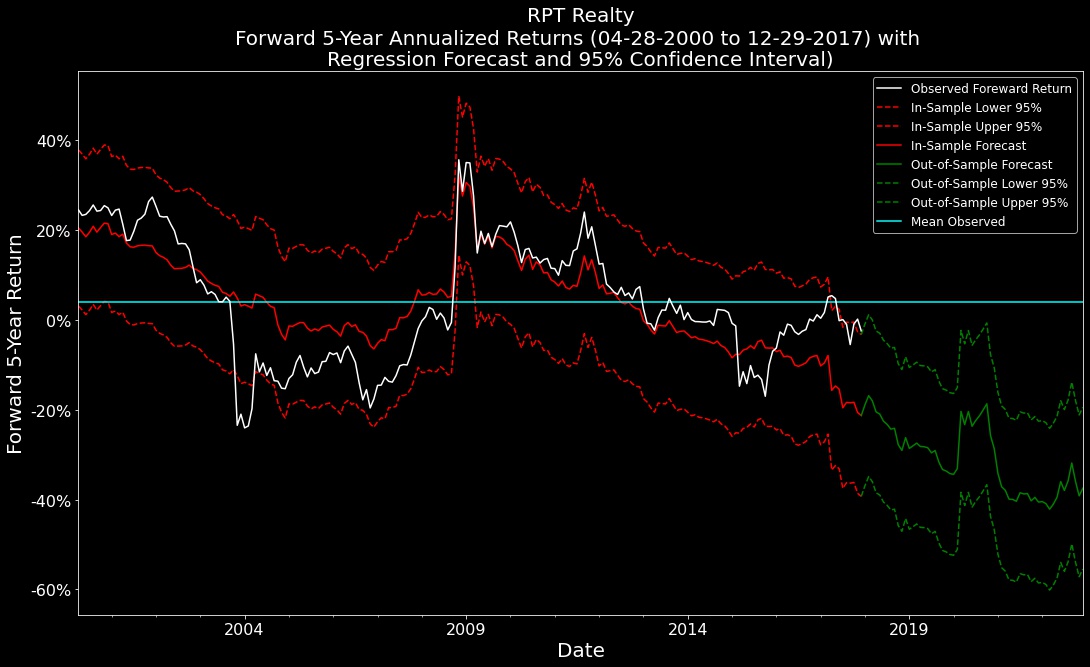 RPT Realty
Forward 5-Year Annualized Returns (04-28-2000 to 12-29-2017) with
Regression Forecast and 95% Confidence Interval)
Observed Foreward Return
In-Sample Lower 95%
In-Sample Upper 95%
In-Sample Forecast
Out-of-Sample Forecast
Out-of-Sample Lower 95%
Out-of-Sample Upper 95%
Mean Observed
Forward 5-Year Return
40%
20%
0%
-20%
-40%
-60%
2004
2009
2014
2019
Date